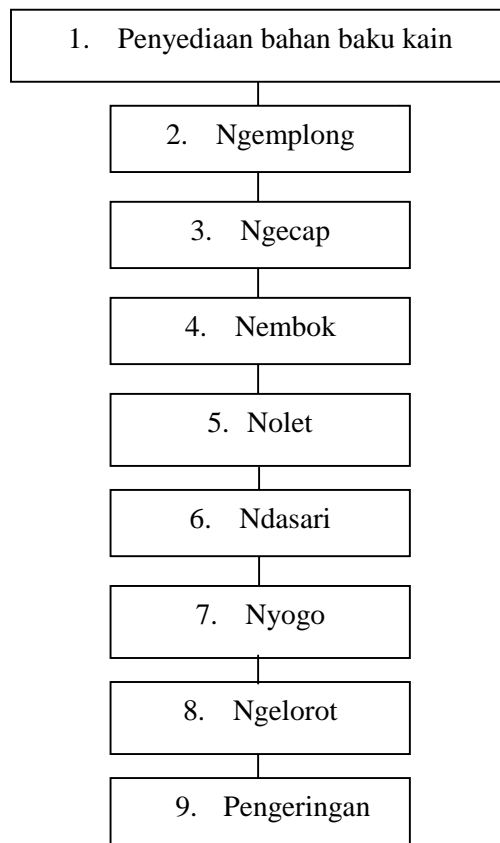 1. Penyediaan bahan baku kain
2. Ngemplong
3. Ngecap
4. Nembok
5. Nolet
6. Ndasari
7. Nyogo
8. Ngelorot
9. Pengeringan